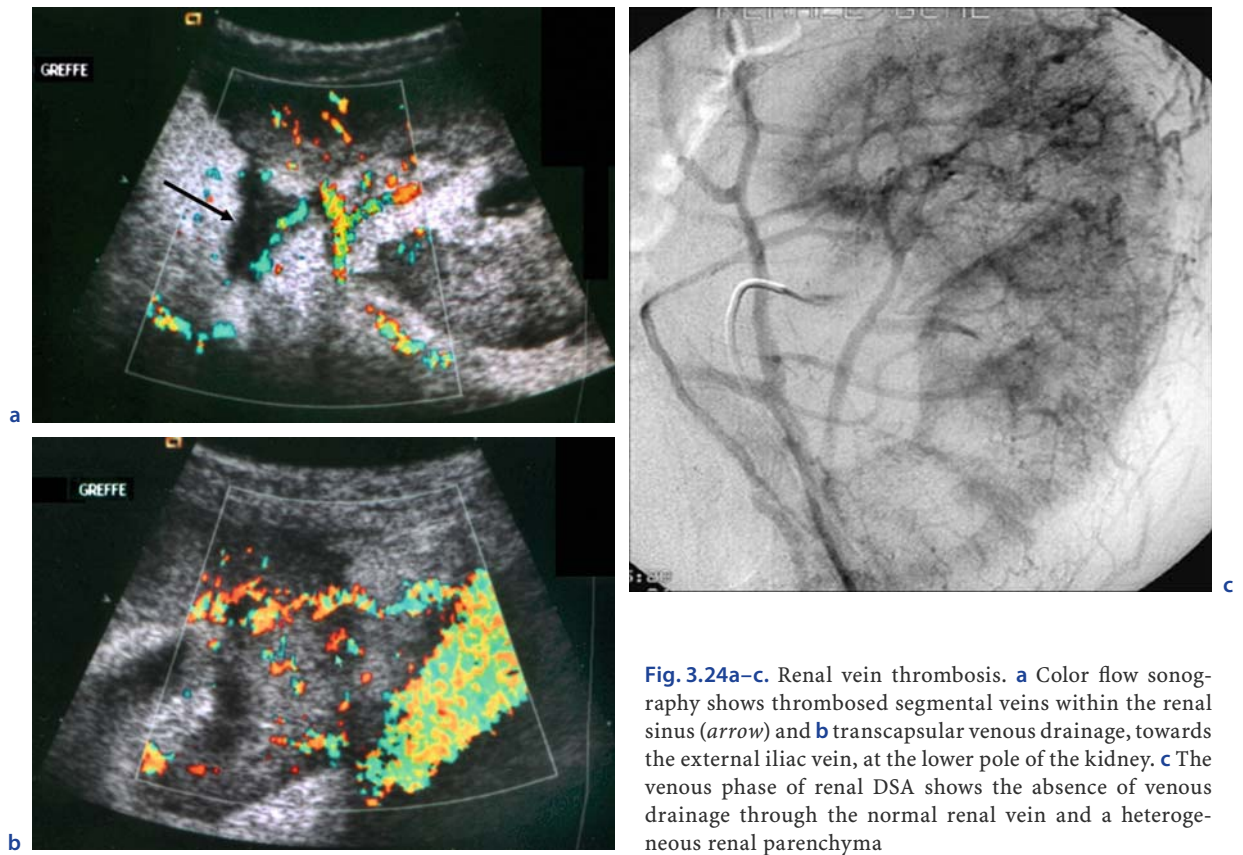 GREFFE
a
GREFFE
b
c
Fig. 3.24a–c. Renal vein thrombosis. a Color flow sonog-
raphy shows thrombosed segmental veins within the renal
sinus (arrow) and b transcapsular venous drainage, towards
the external iliac vein, at the lower pole of the kidney. c The
venous phase of renal DSA shows the absence of venous
drainage through the normal renal vein and a heteroge-
neous renal parenchyma